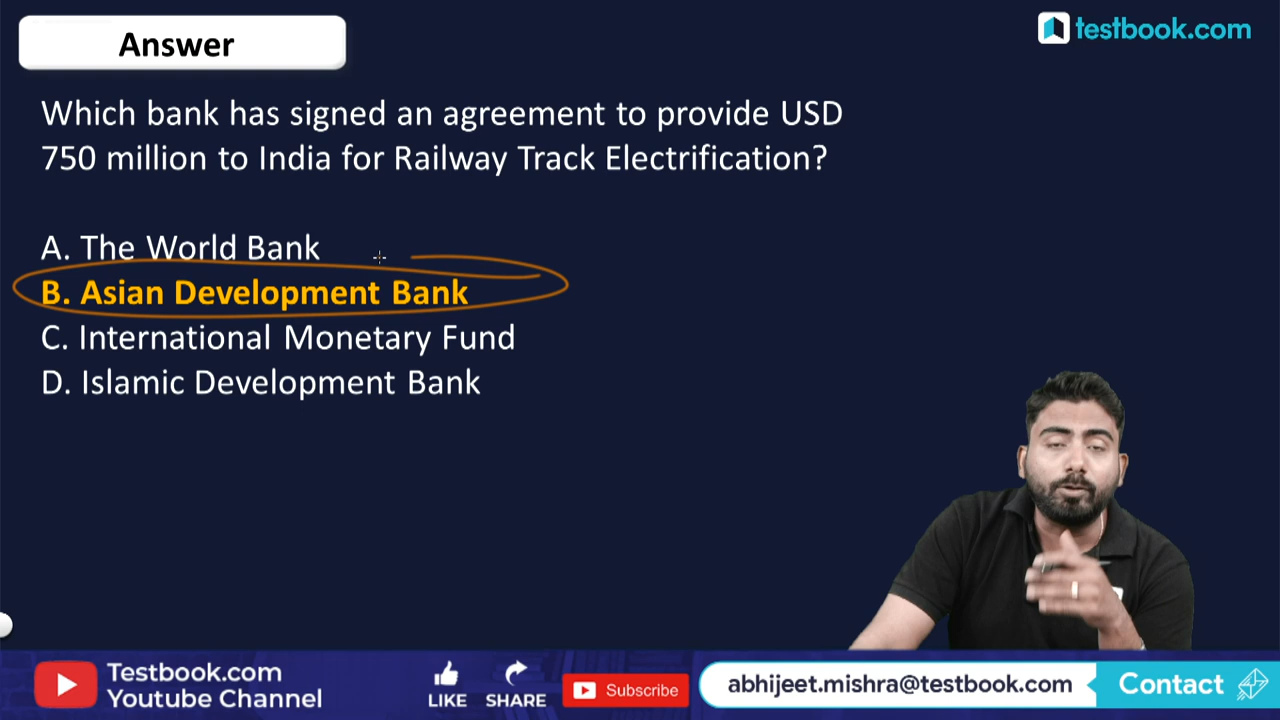 Answer
testbook.com
Which bank has signed an agreement to provide USD
750 million to India for Railway Track Electrification?
A. The World Bank
B. Asian Development Bank
C. International Monetary Fund
D. Islamic Development Bank
Testbook.com
Youtube Channel
LIKE
SHARE
Subscribe
abhijeet.mishra@testbook.com
Contact